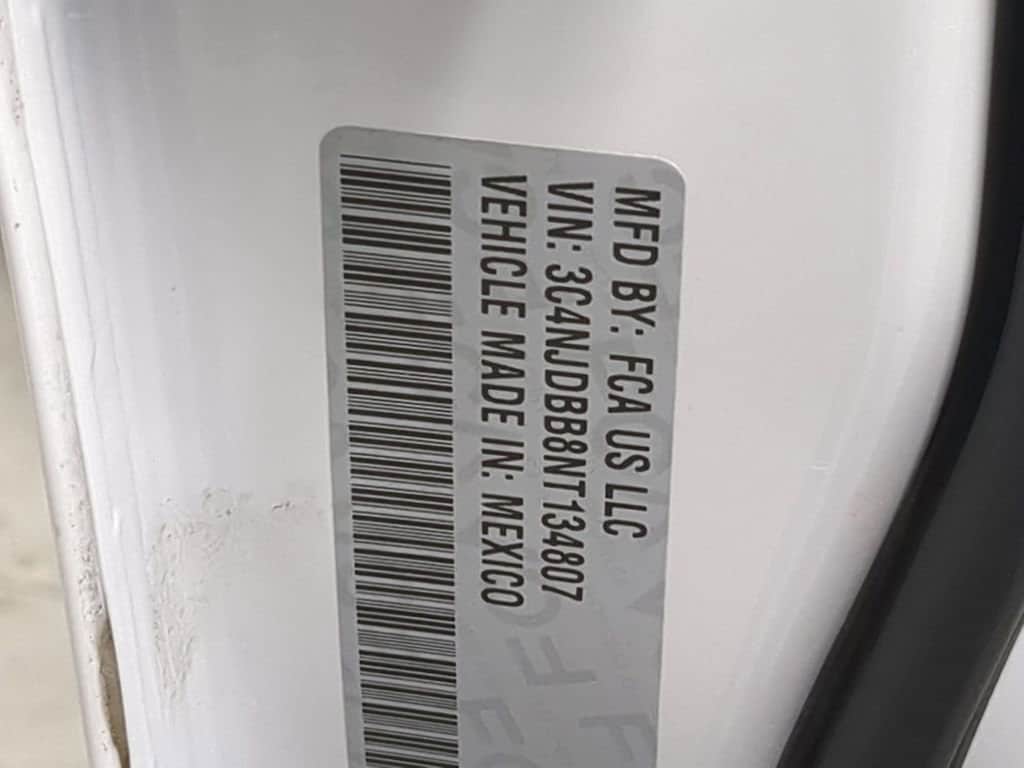 MFD BY: FCA US LLC
VIN: 3C4NJDBB8NT134807
VEHICLE MADE IN: MEXICO